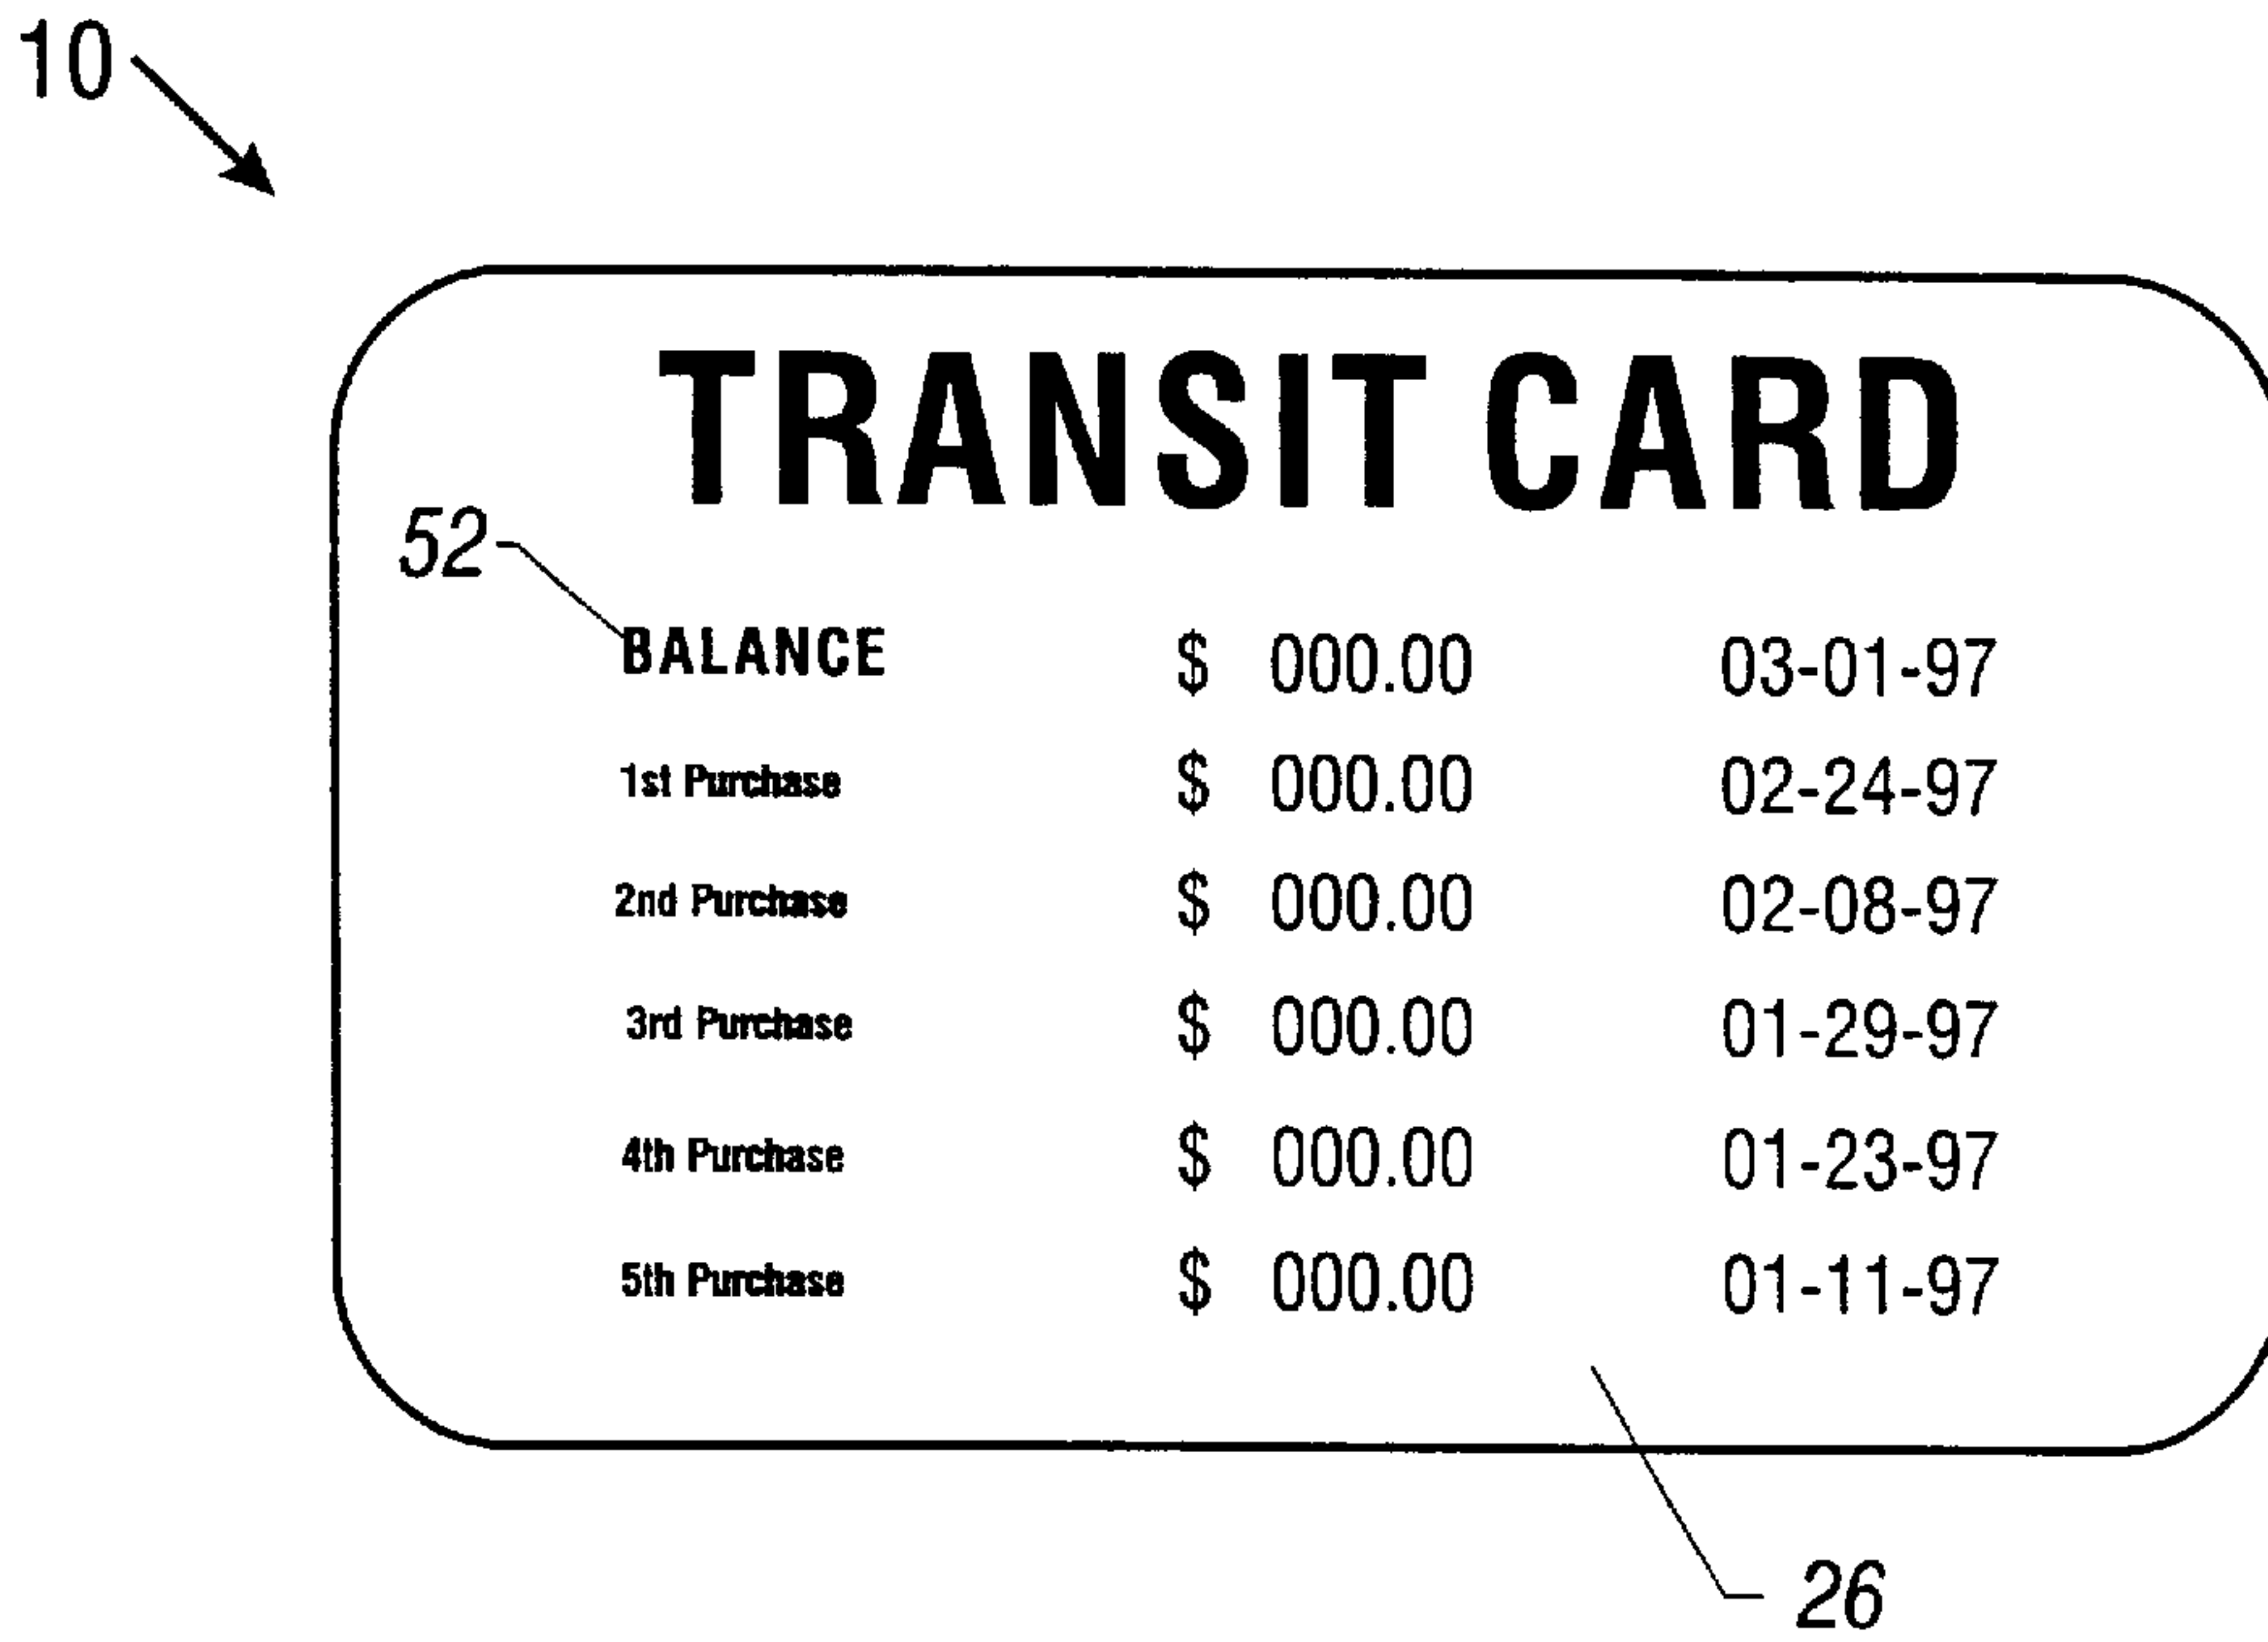 10
TRANSIT CARD
52
BALANCE $ 000.00 03-01-97
1st Purchase $ 000.00 02-24-97
2nd Purchase $ 000.00 02-08-97
3rd Purchase $ 000.00 01-29-97
4th Purchase $ 000.00 01-23-97
5th Purchase $ 000.00 01-11-97
26